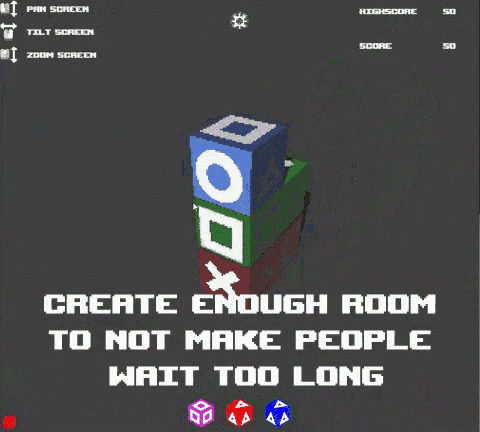 PAN SCREEN
TILT SCREEN
ZOOM SCREEN
HIGHSCORE 50
SCORE 50
CREATE ENOUGH ROOM
TO NOT MAKE PEOPLE
WAIT TOO LONG